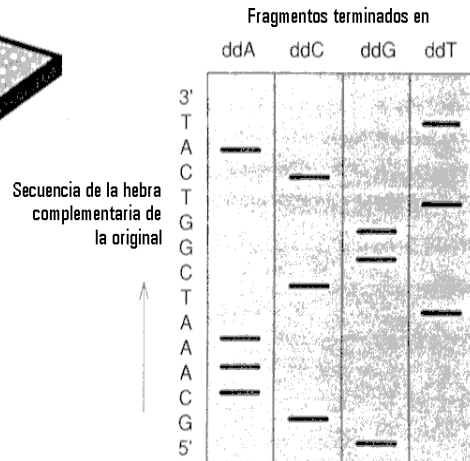 Fragmentos terminados en
ddA ddC ddG ddT
3'
T
A
C
T
G
G
C
T
A
A
A
C
G
5'
Secuencia de la hebra
complementaria de
la original